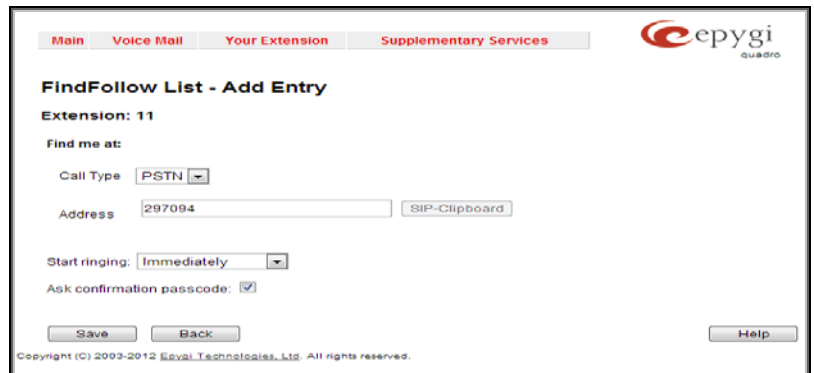 Main Voice Mail Your Extension Supplementary Services
epygi
quadro
FindFollow List - Add Entry
Extension: 11
Find me at:
Call Type PSTN
Address 297094 SIP-Clipboard
Start ringing: Immediately
Ask confirmation passcode:
Save Back Help
Copyright (C) 2003-2012 Epygi Technologies, Ltd. All rights reserved.